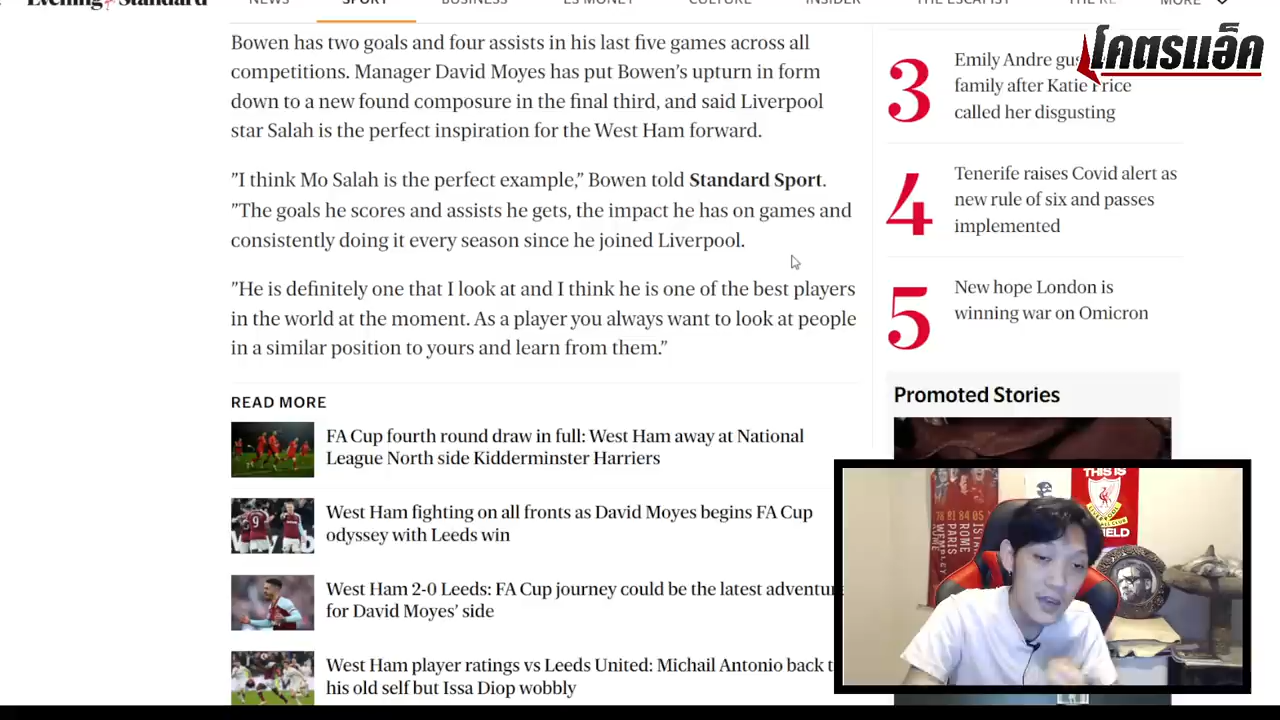 Evening Standard
NEWS
SPORT
BUSINESS
ES MONEY
CULTURE
INSIDER
THE ESCAPIST
MORE
โคตรแอ็ค
Bowen has two goals and four assists in his last five games across all
competitions. Manager David Moyes has put Bowen’s upturn in form
down to a new found composure in the final third, and said Liverpool
star Salah is the perfect inspiration for the West Ham forward.
”I think Mo Salah is the perfect example,” Bowen told Standard Sport.
”The goals he scores and assists he gets, the impact he has on games and
consistently doing it every season since he joined Liverpool.
”He is definitely one that I look at and I think he is one of the best players
in the world at the moment. As a player you always want to look at people
in a similar position to yours and learn from them.”
READ MORE
FA Cup fourth round draw in full: West Ham away at National
League North side Kidderminster Harriers
West Ham fighting on all fronts as David Moyes begins FA Cup
odyssey with Leeds win
West Ham 2-0 Leeds: FA Cup journey could be the latest adventure
for David Moyes’ side
West Ham player ratings vs Leeds United: Michail Antonio back
his old self but Issa Diop wobbly
3
Emily Andre
family after Katie Price
called her disgusting
4
Tenerife raises Covid alert as
new rule of six and passes
implemented
5
New hope London is
winning war on Omicron
Promoted Stories
78 81 84 05
ROME
PARIS
WEMBLEY
THIS IS
LIVERPOOL